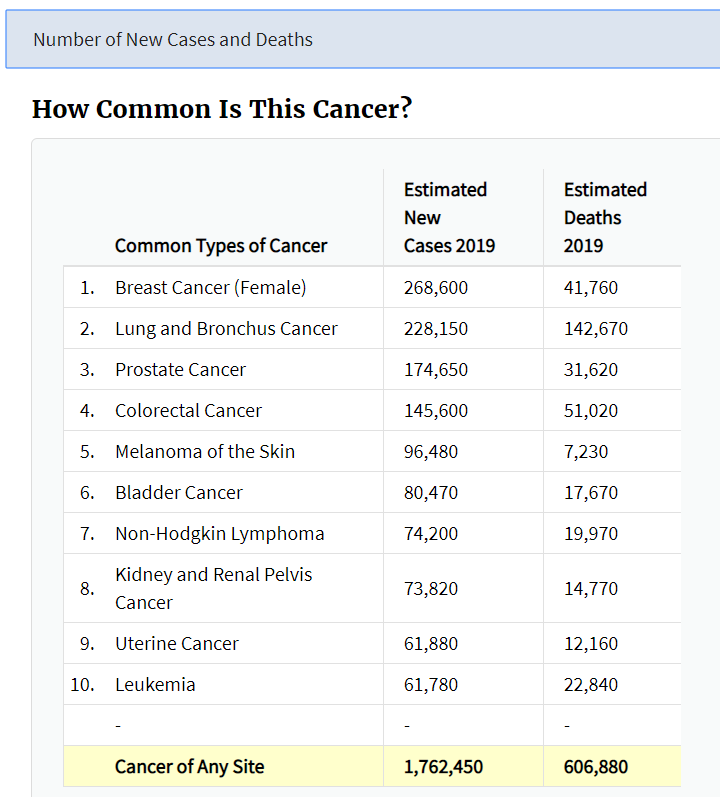 Number of New Cases and Deaths
How Common Is This Cancer?
Common Types of Cancer Estimated New Cases 2019 Estimated Deaths 2019
1. Breast Cancer (Female) 268,600 41,760
2. Lung and Bronchus Cancer 228,150 142,670
3. Prostate Cancer 174,650 31,620
4. Colorectal Cancer 145,600 51,020
5. Melanoma of the Skin 96,480 7,230
6. Bladder Cancer 80,470 17,670
7. Non-Hodgkin Lymphoma 74,200 19,970
8. Kidney and Renal Pelvis Cancer 73,820 14,770
9. Uterine Cancer 61,880 12,160
10. Leukemia 61,780 22,840
- - -
Cancer of Any Site 1,762,450 606,880